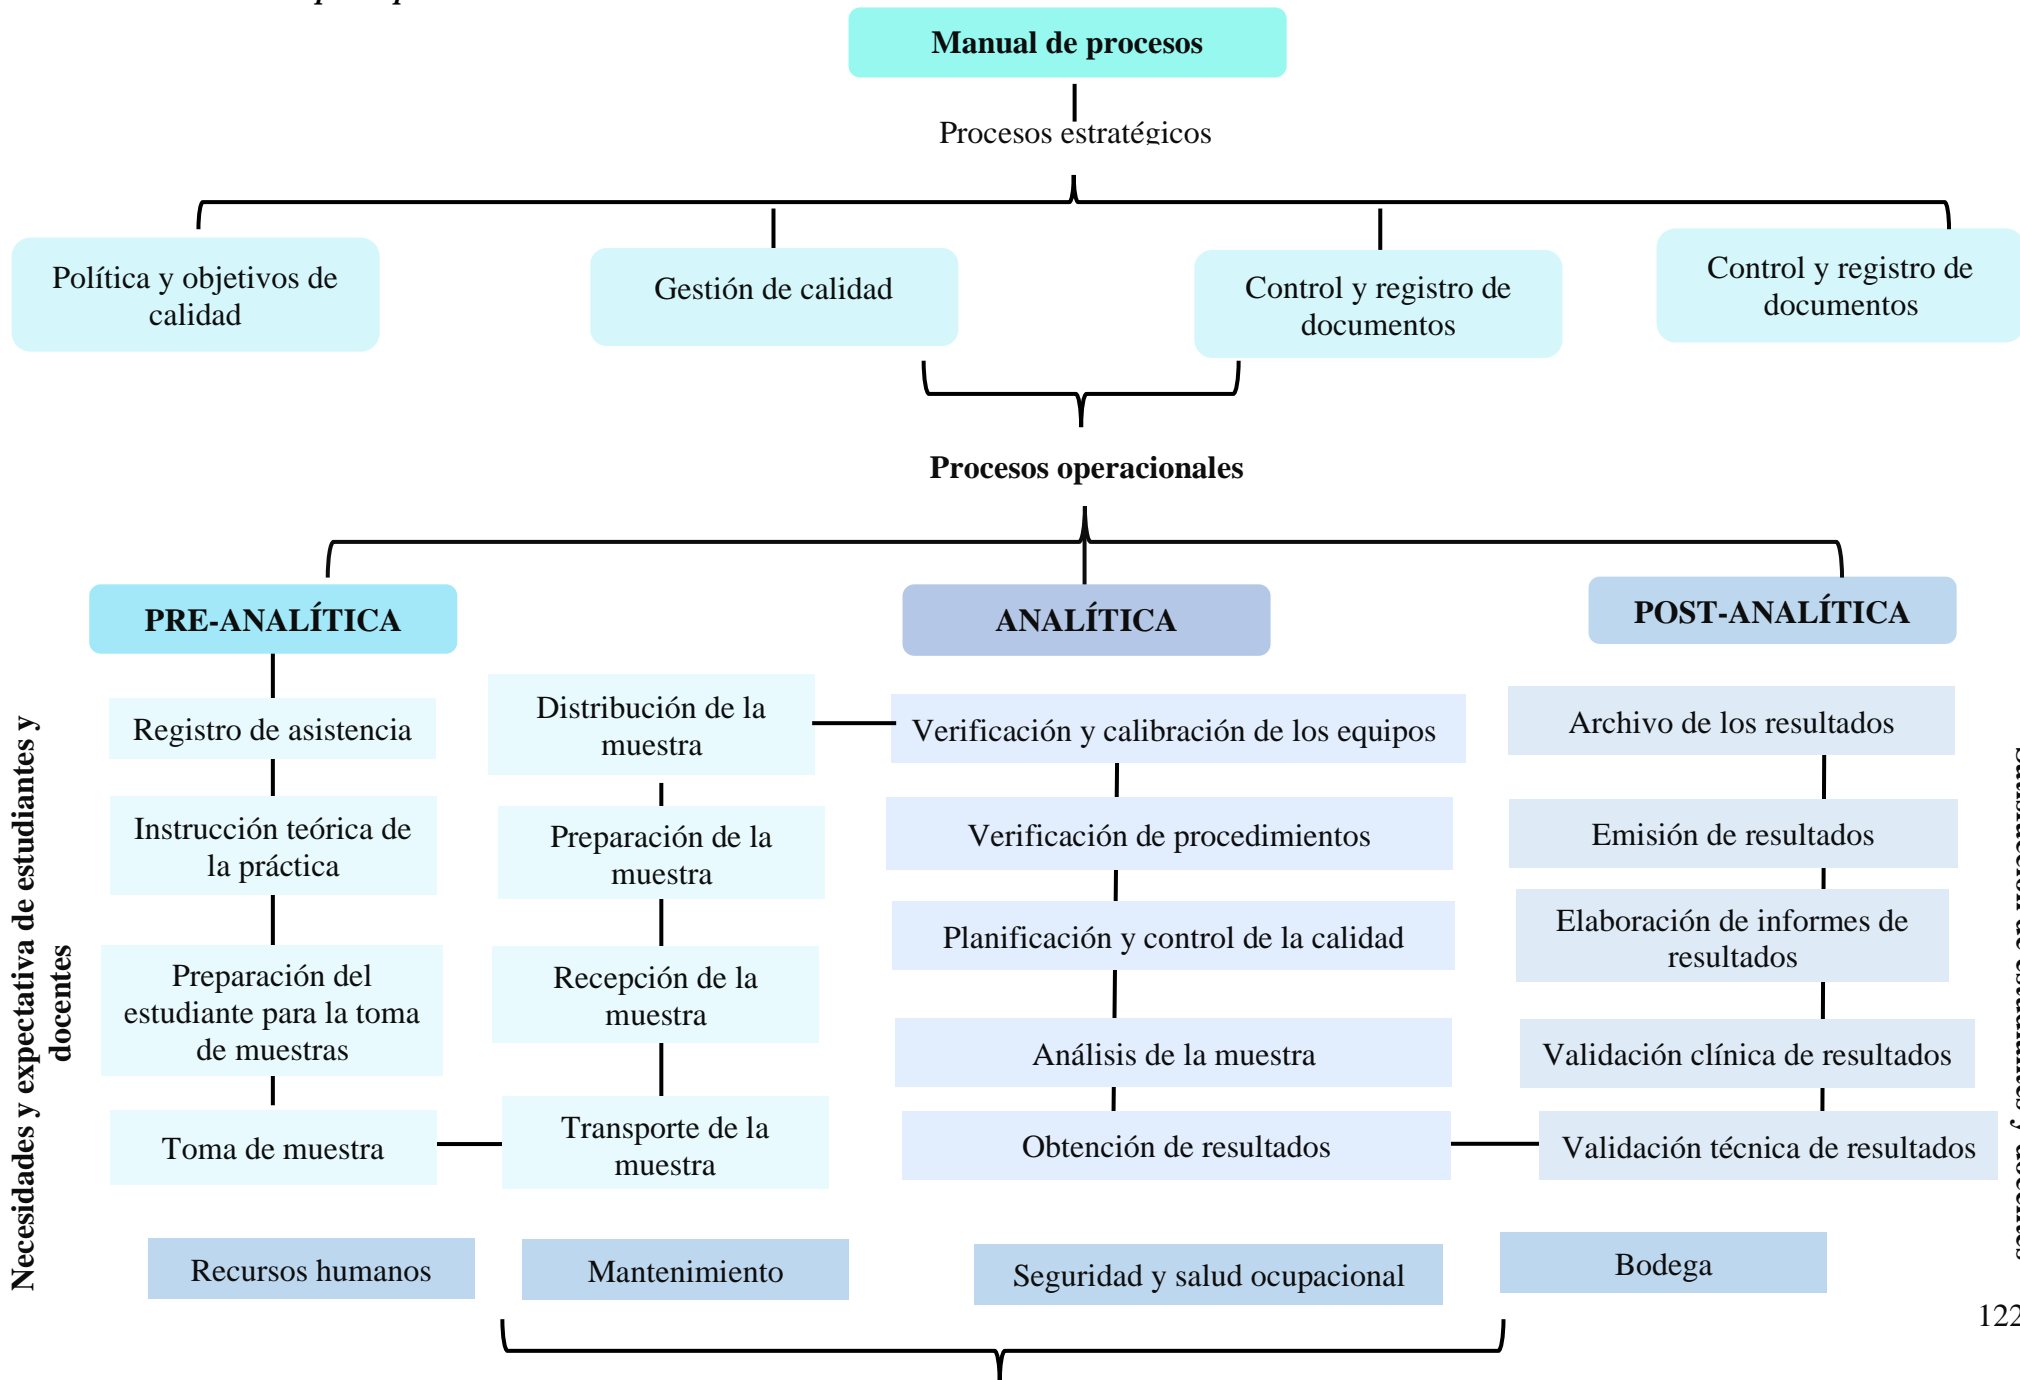 Manual de procesos
Procesos estratégicos
Política y objetivos de
calidad
Gestión de calidad
Control y registro de
documentos
Control y registro de
documentos
Procesos operacionales
PRE-ANALÍTICA
ANALÍTICA
POST-ANALÍTICA
Necesidades y expectativa de estudiantes y
docentes
Registro de asistencia
Instrucción teórica de
la práctica
Preparación del
estudiante para la toma
de muestras
Toma de muestra
Distribución de la
muestra
Preparación de la
muestra
Recepción de la
muestra
Transporte de la
muestra
Verificación y calibración de los equipos
Verificación de procedimientos
Planificación y control de la calidad
Análisis de la muestra
Obtención de resultados
Archivo de los resultados
Emisión de resultados
Elaboración de informes de
resultados
Validación clínica de resultados
Validación técnica de resultados
Recursos humanos
Mantenimiento
Seguridad y salud ocupacional
Bodega
122